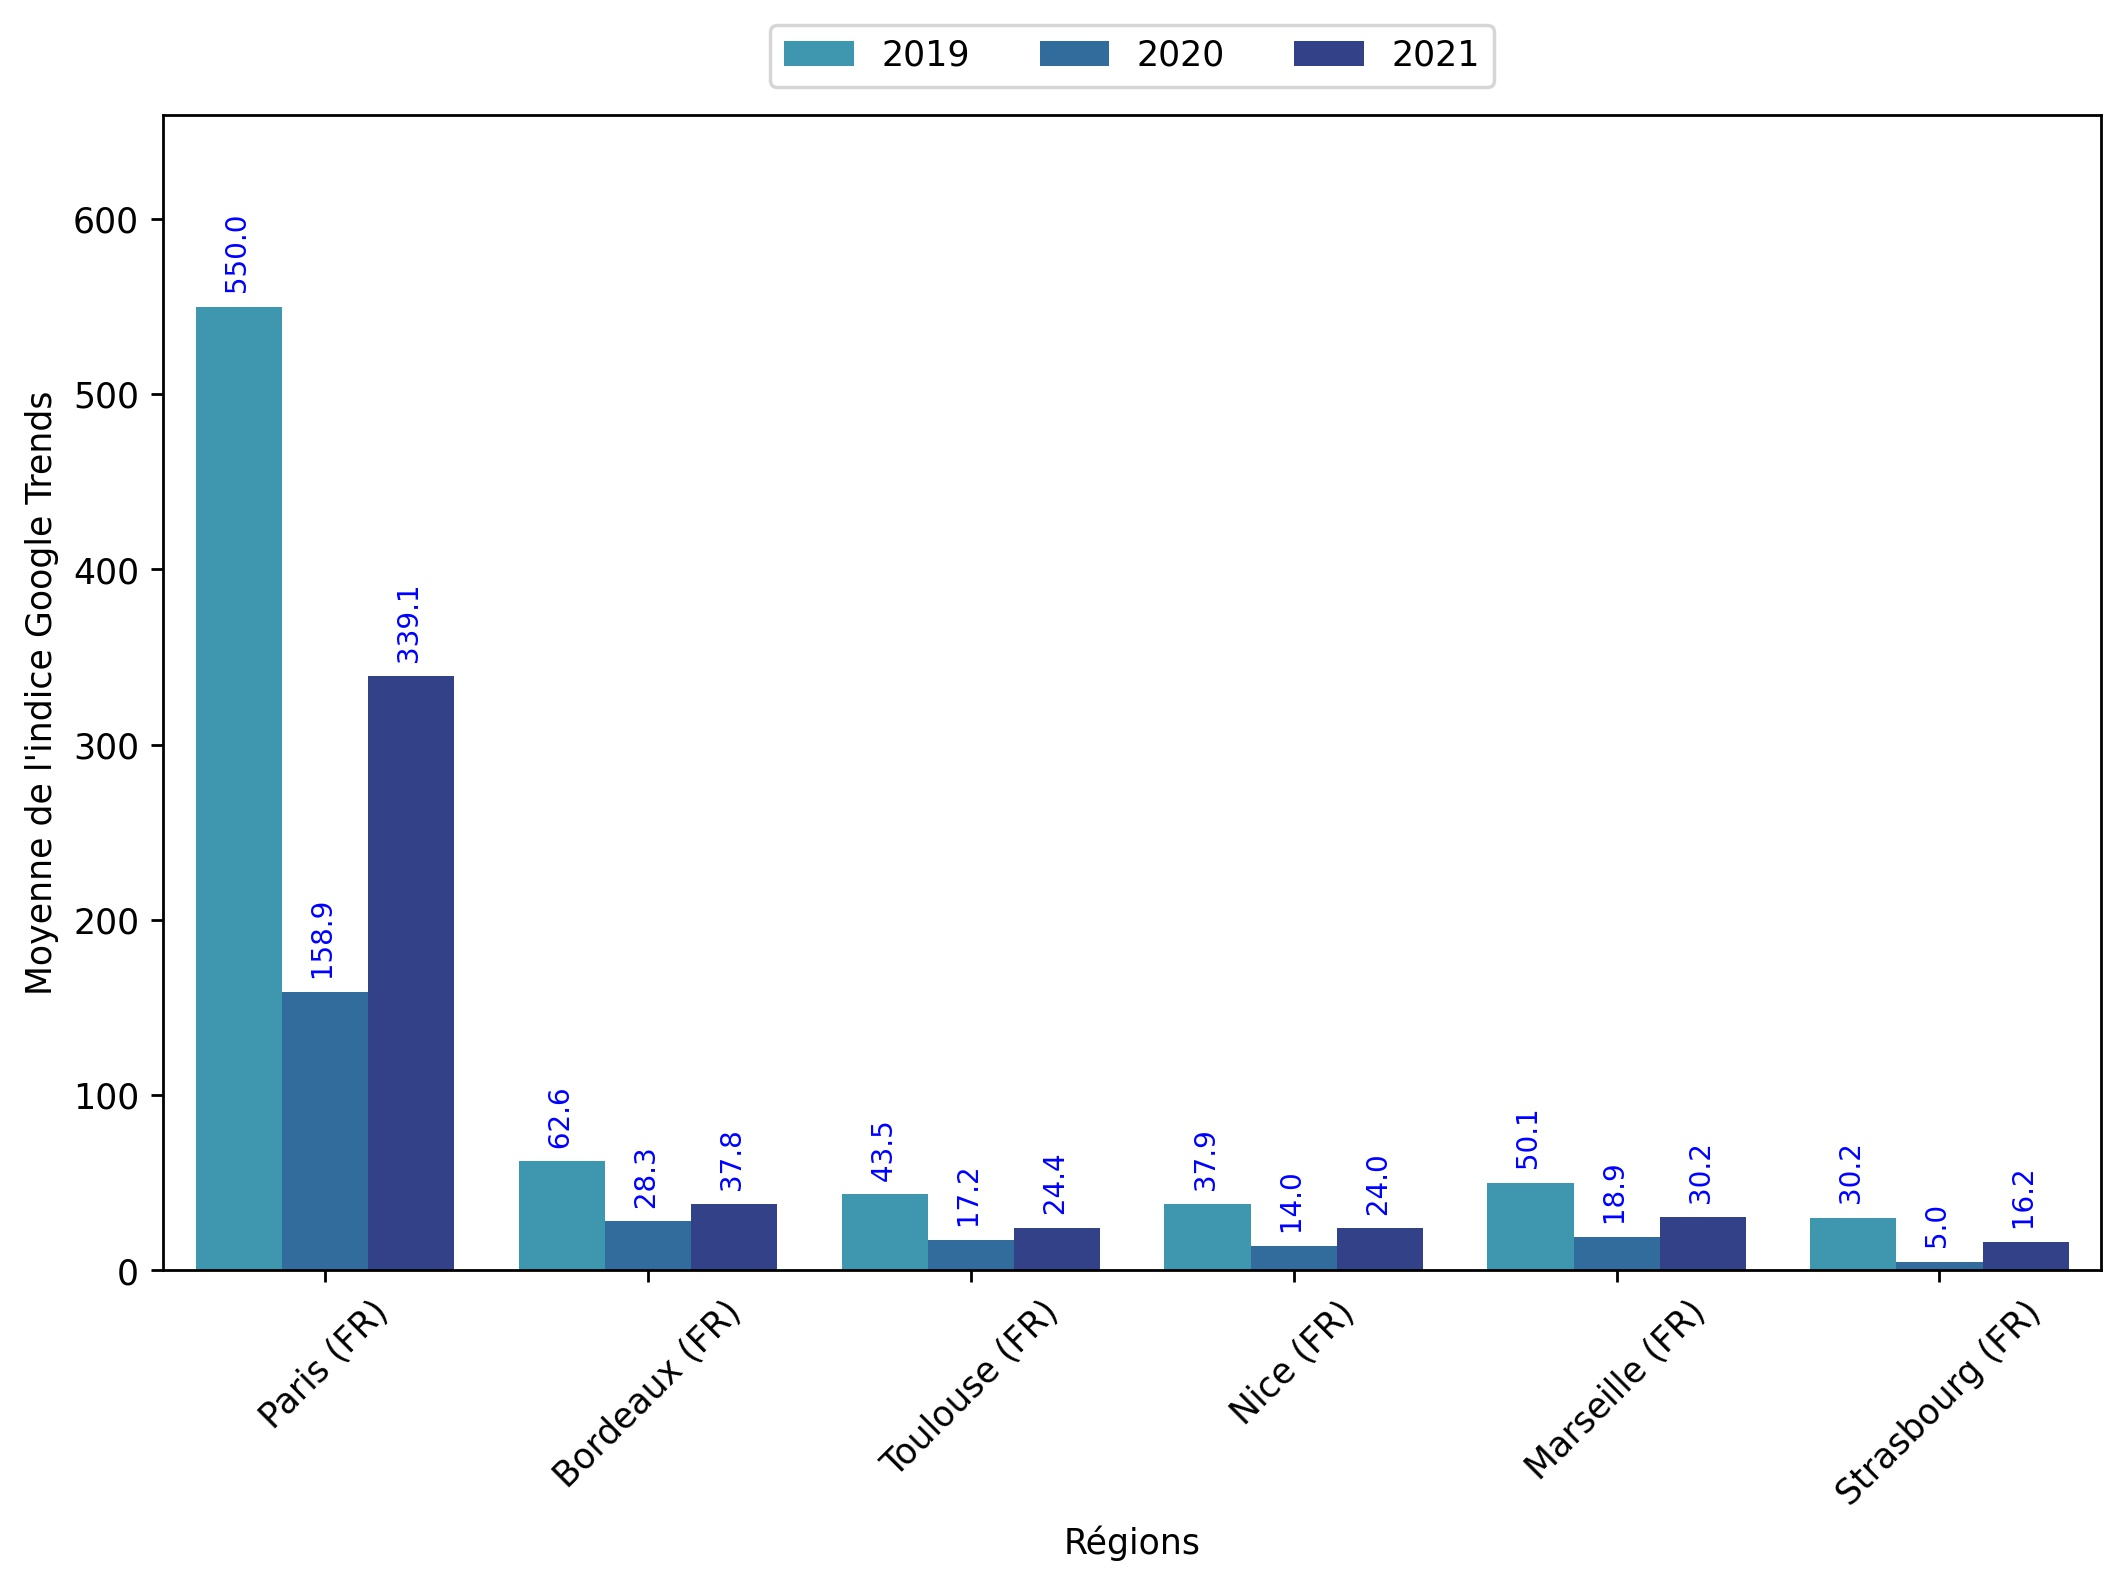 2019 2020 2021
Moyenne de l'indice Google Trends
600
500
400
300
200
100
0
550.0
158.9
339.1
62.6
28.3
37.8
43.5
17.2
24.4
37.9
14.0
24.0
50.1
18.9
30.2
30.2
5.0
16.2
Paris (FR)
Bordeaux (FR)
Toulouse (FR)
Nice (FR)
Marseille (FR)
Strasbourg (FR)
Régions